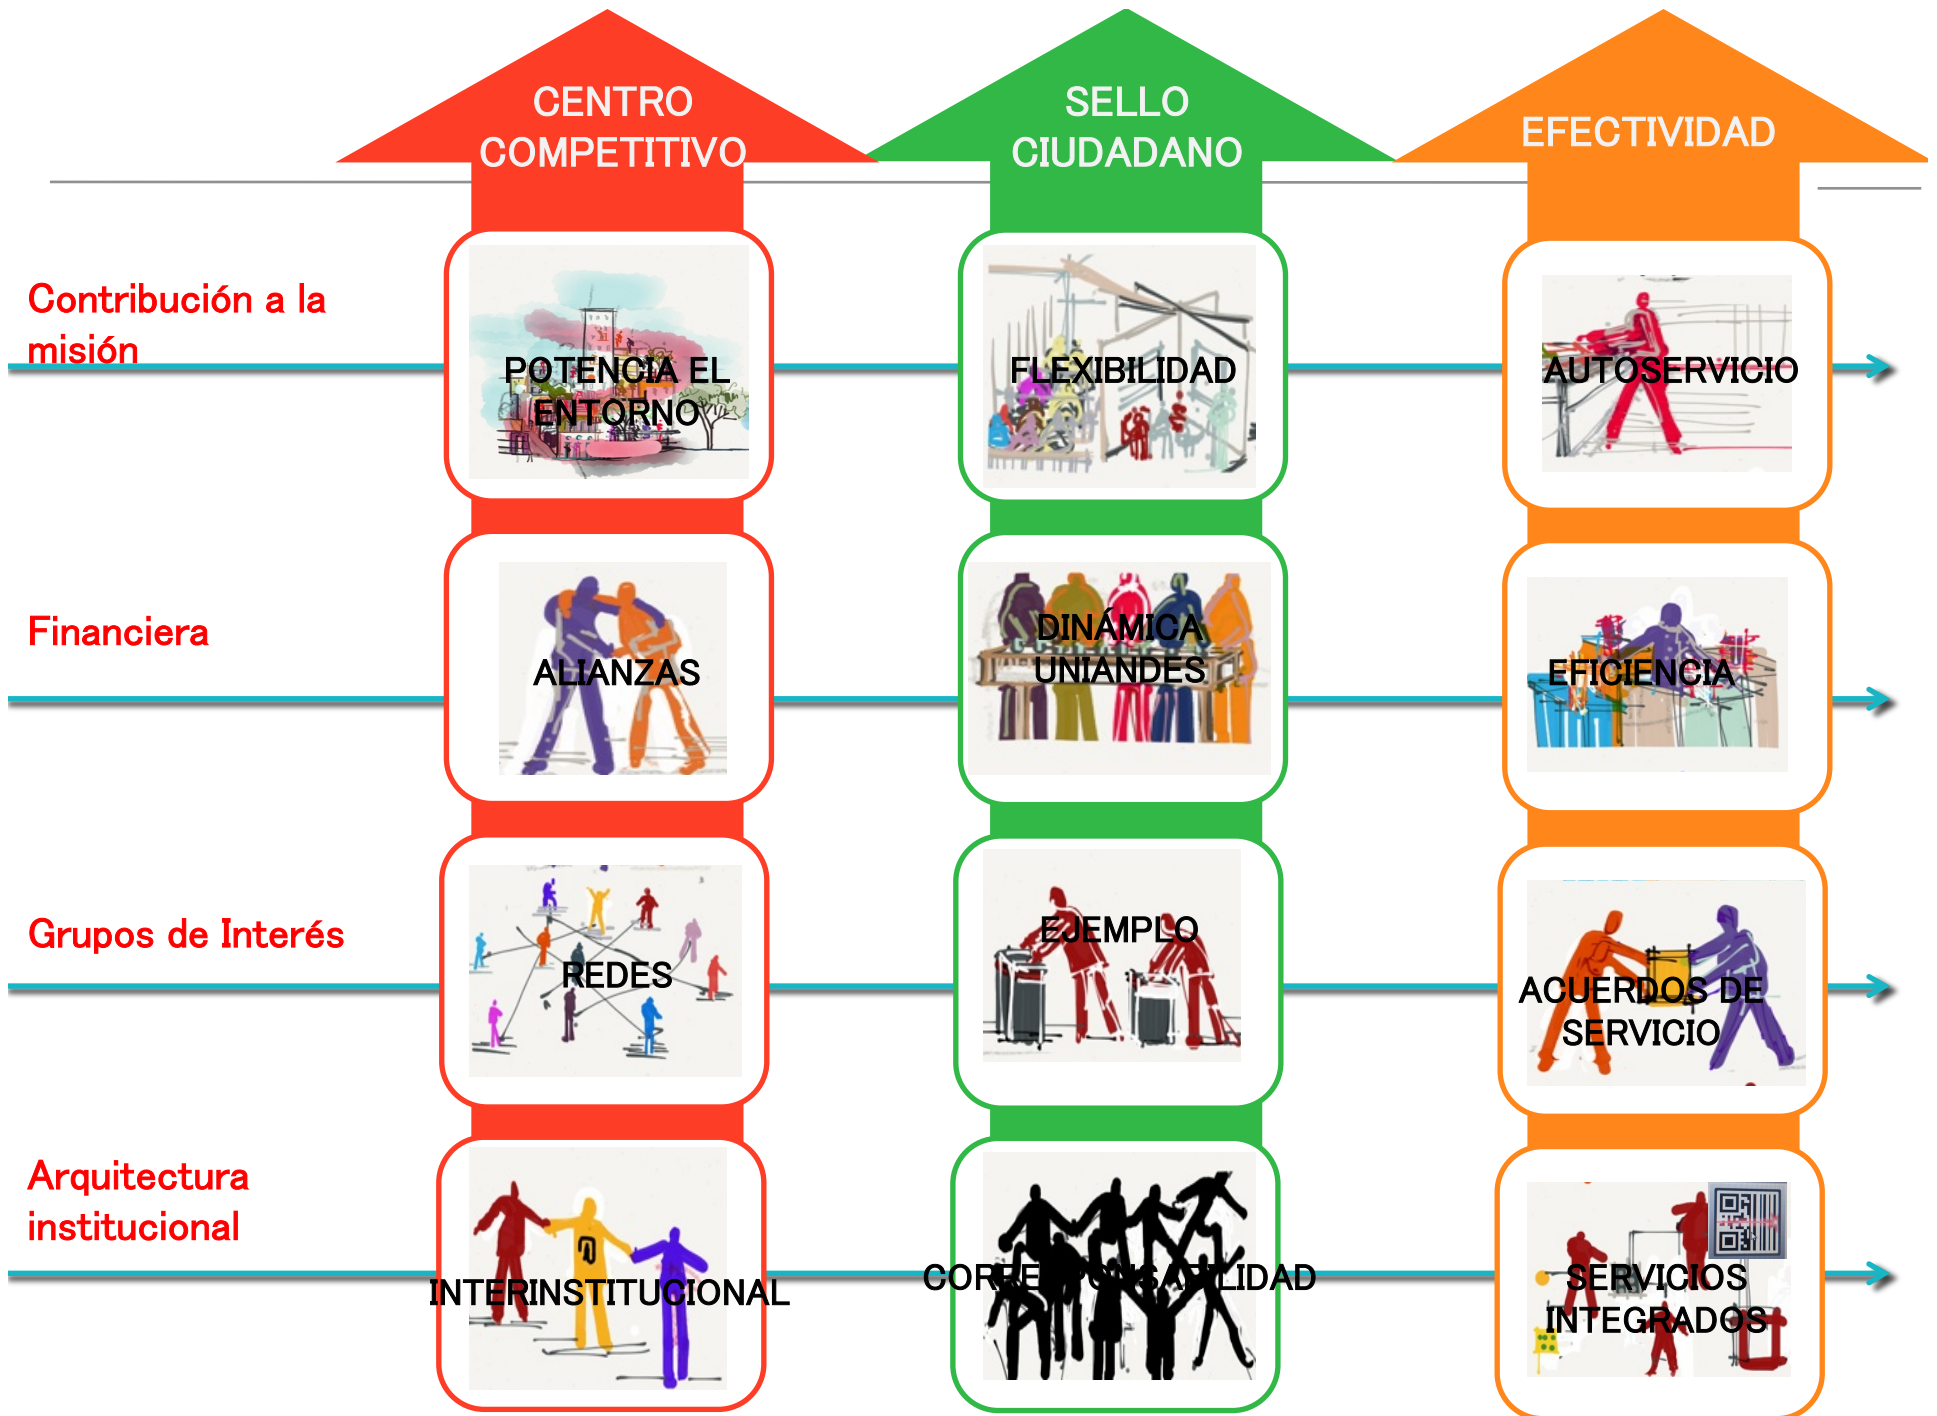 CENTRO
COMPETITIVO
SELLO
CIUDADANO
EFECTIVIDAD
Contribución a la
misión
POTENCIA EL
ENTORNO
FLEXIBILIDAD
AUTOSERVICIO
Financiera
ALIANZAS
DINÁMICA
UNIANDES
EFICIENCIA
Grupos de Interés
REDES
EJEMPLO
ACUERDOS DE
SERVICIO
Arquitectura
institucional
INTERINSTITUCIONAL
CORRESPONSABILIDAD
SERVICIOS
INTEGRADOS